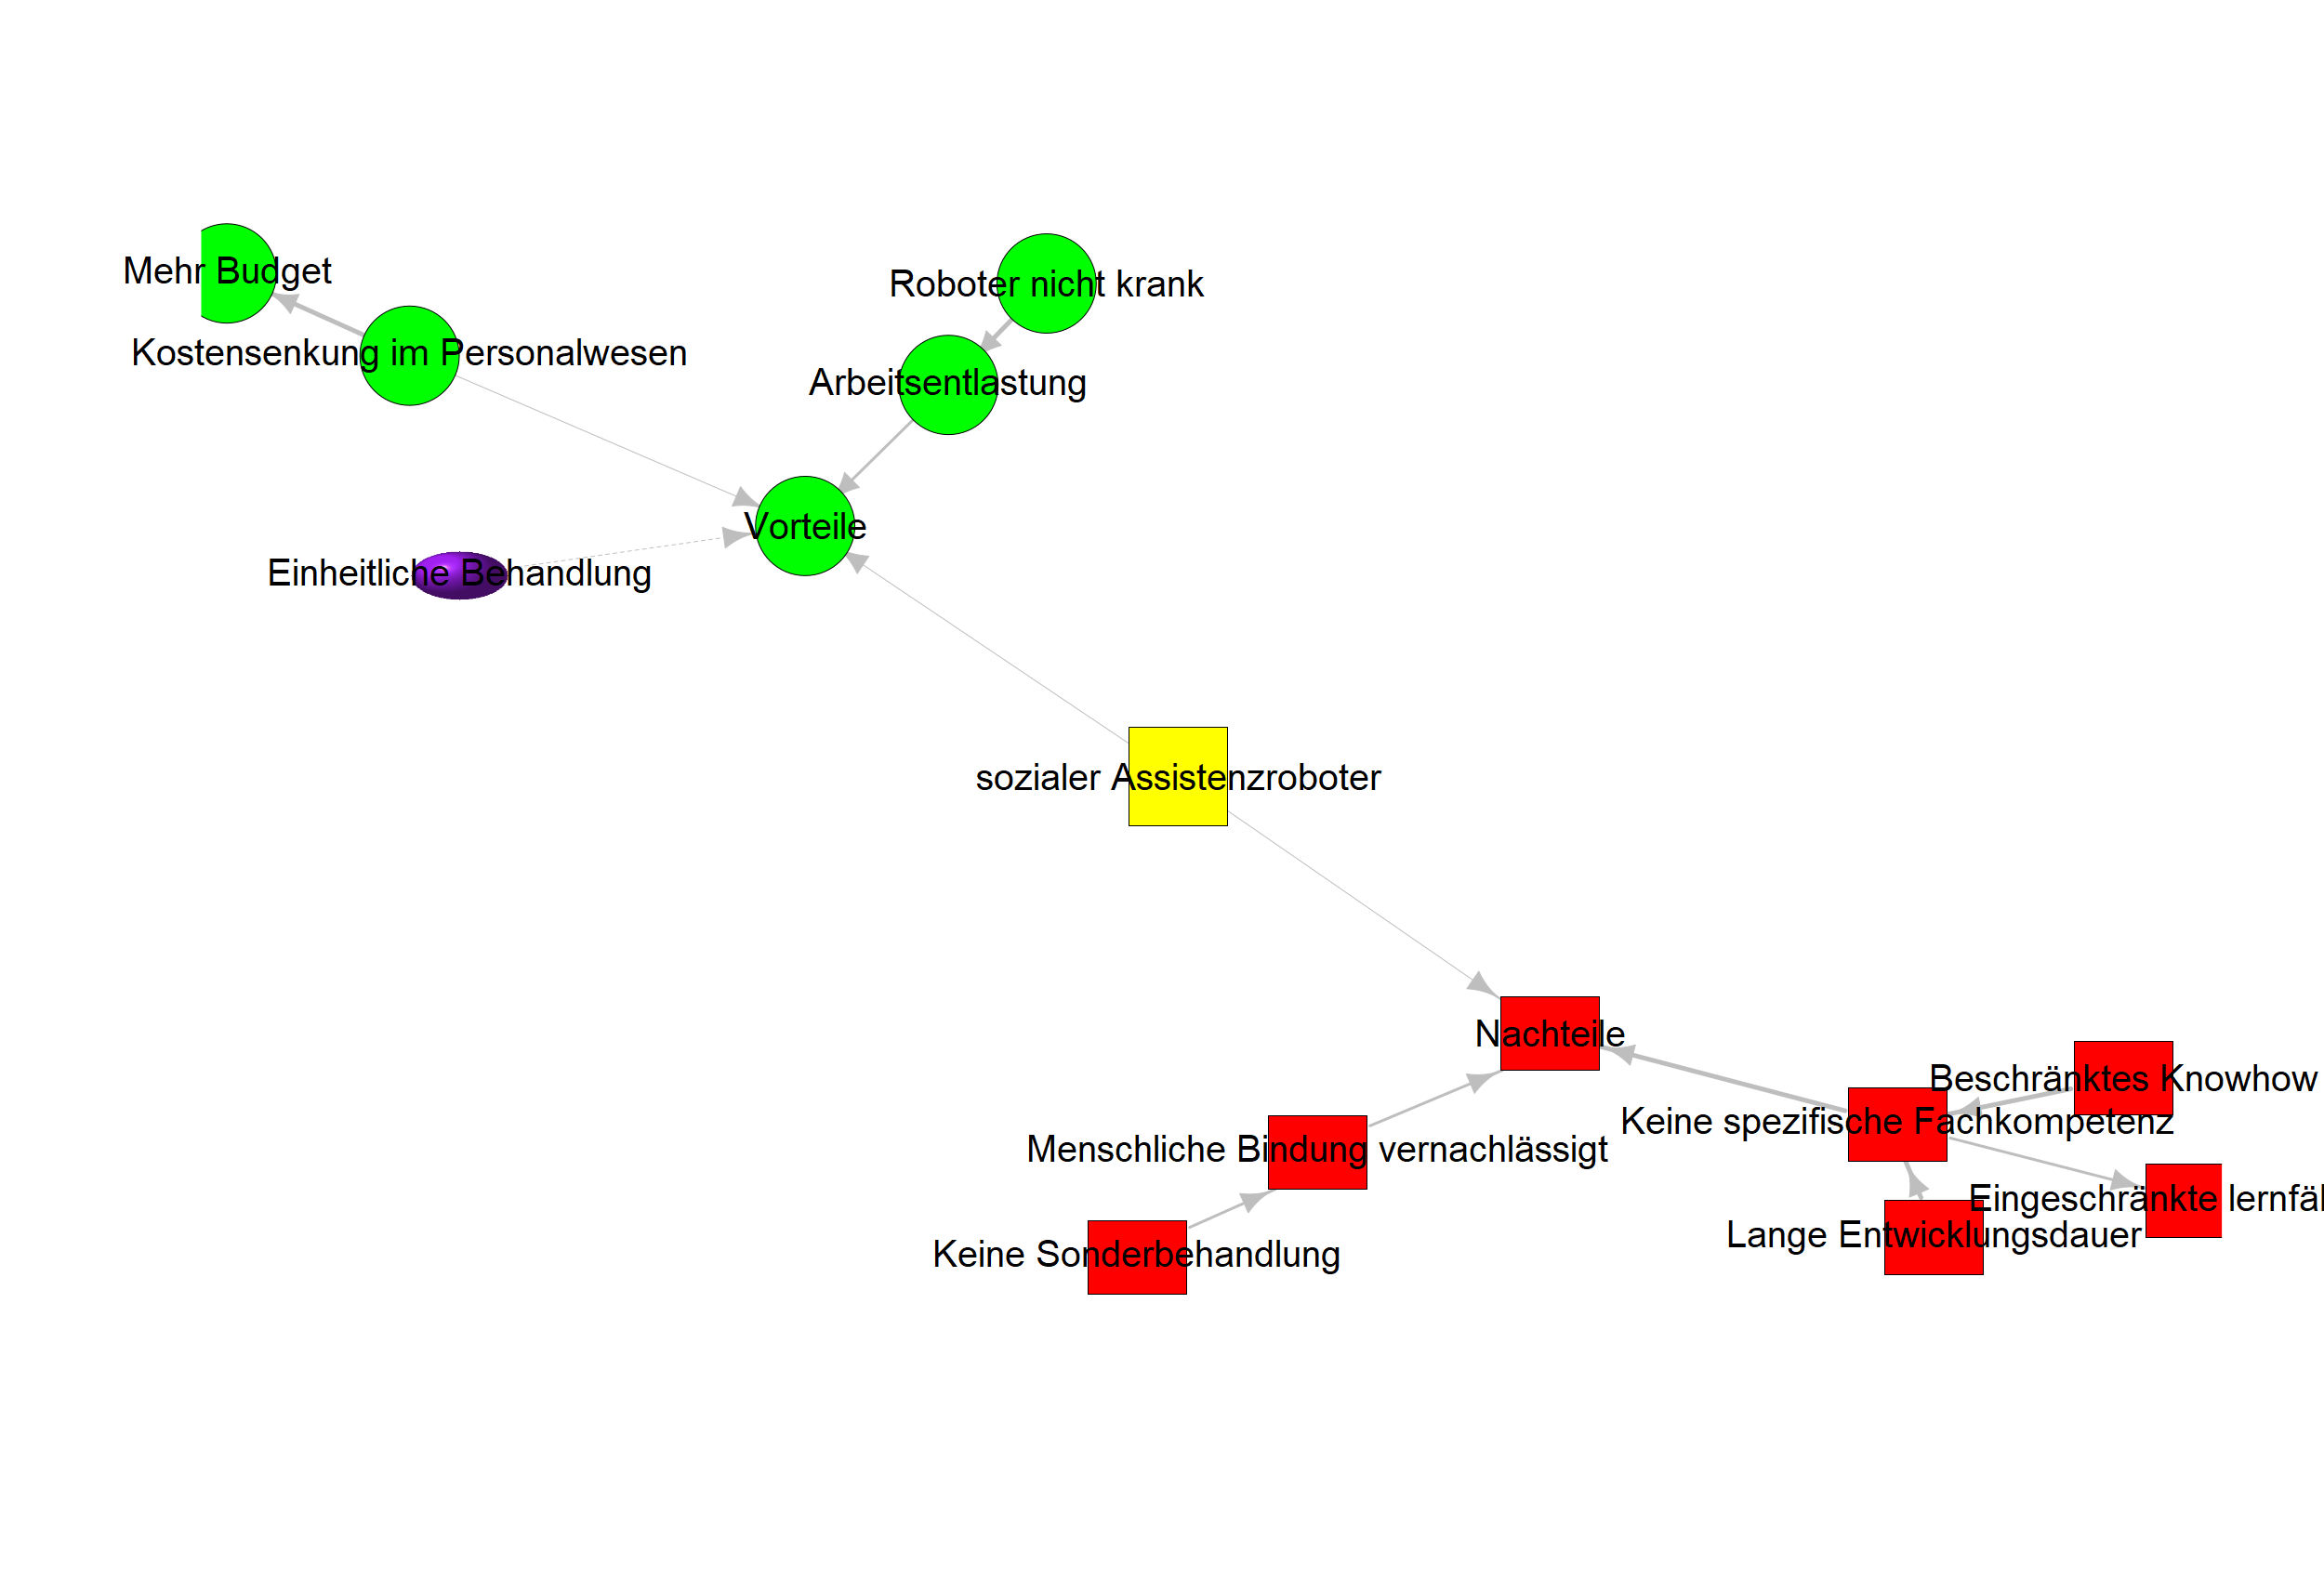 Mehr Budget
Roboter nicht krank
Kostensenkung im Personalwesen
Arbeitsentlastung
Vorteile
Einheitliche Behandlung
sozialer Assistenzroboter
Nachteile
Beschränktes Knowhow
Keine spezifische Fachkompetenz
Menschliche Bindung vernachlässigt
Eingeschränkte lernfä
Lange Entwicklungsdauer
Keine Sonderbehandlung